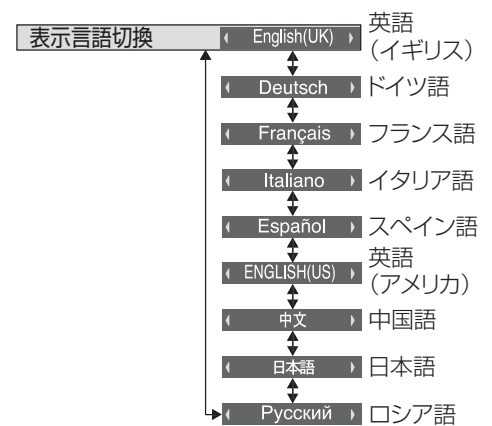 表示言語切換 English(UK) 英語
（イギリス）
Deutsch ドイツ語
Français フランス語
Italiano イタリア語
Español スペイン語
ENGLISH(US) 英語
（アメリカ）
中文 中国語
日本語 日本語
Русский ロシア語